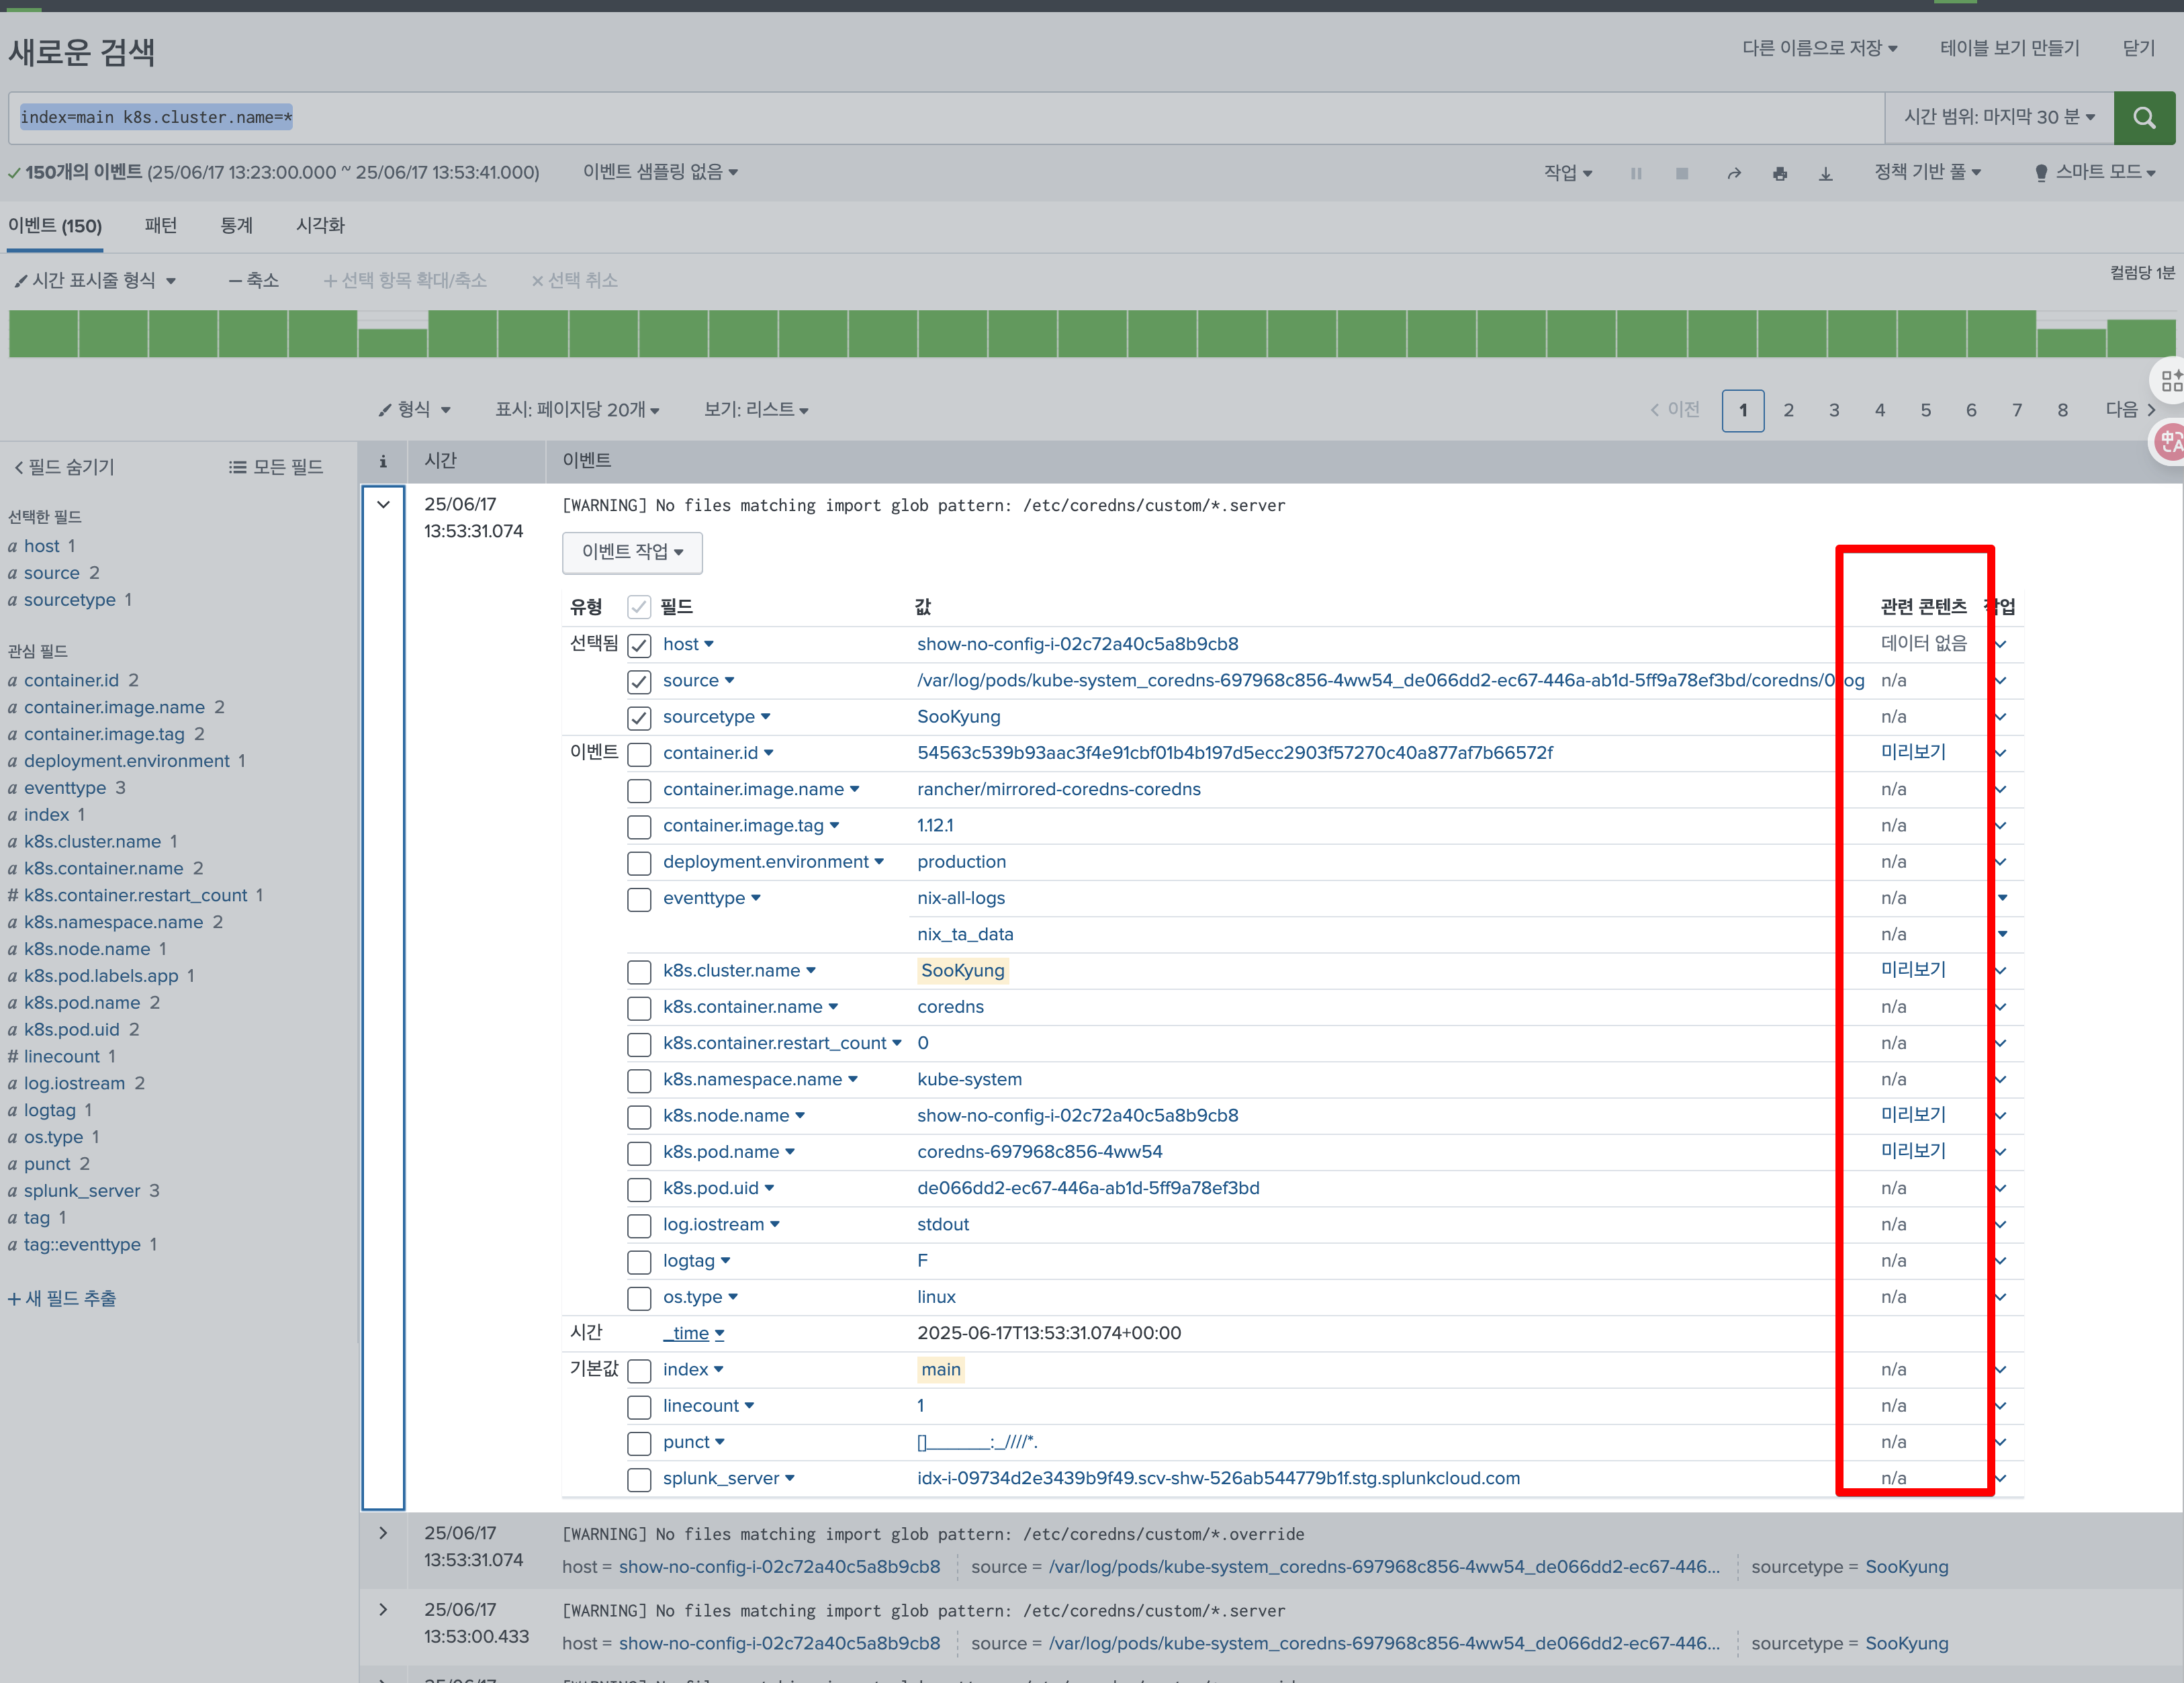 새로운 검색
다른 이름으로 저장 테이블 보기 만들기 닫기
index=main k8s.cluster.name=*
시간 범위: 마지막 30 분
150개의 이벤트 (25/06/17 13:23:00.000 ~ 25/06/17 13:53:41.000) 이벤트 샘플링 없음
작업 정책 기반 풀 스마트 모드
이벤트 (150) 패턴 통계 시각화
시간 표시줄 형식 — 축소 + 선택 항목 확대/축소 × 선택 취소
컬럼당 1분
형식 표시: 페이지당 20개 보기: 리스트
< 이전 1 2 3 4 5 6 7 8 다음 >
< 필드 숨기기 모든 필드
i 시간 이벤트
선택한 필드
a host 1
a source 2
a sourcetype 1
관심 필드
a container.id 2
a container.image.name 2
a container.image.tag 2
a deployment.environment 1
a eventtype 3
a index 1
a k8s.cluster.name 1
a k8s.container.name 2
# k8s.container.restart_count 1
a k8s.namespace.name 2
a k8s.node.name 1
a k8s.pod.labels.app 1
a k8s.pod.name 2
a k8s.pod.uid 2
# linecount 1
a log.iostream 2
a logtag 1
a os.type 1
a punct 2
a splunk_server 3
a tag 1
a tag::eventtype 1
+ 새 필드 추출
25/06/17
13:53:31.074
[WARNING] No files matching import glob pattern: /etc/coredns/custom/*.server
이벤트 작업
유형 필드 값 관련 콘텐츠 작업
선택됨 host show-no-config-i-02c72a40c5a8b9cb8 데이터 없음
source /var/log/pods/kube-system_coredns-697968c856-4ww54_de066dd2-ec67-446a-ab1d-5ff9a78ef3bd/coredns/0.log n/a
sourcetype SooKyung n/a
이벤트 container.id 54563c539b93aac3f4e91cbf01b4b197d5ecc2903f57270c40a877af7b66572f 미리보기
container.image.name rancher/mirrored-coredns-coredns n/a
container.image.tag 1.12.1 n/a
deployment.environment production n/a
eventtype nix-all-logs n/a
nix_ta_data n/a
k8s.cluster.name SooKyung 미리보기
k8s.container.name coredns n/a
k8s.container.restart_count 0 n/a
k8s.namespace.name kube-system n/a
k8s.node.name show-no-config-i-02c72a40c5a8b9cb8 미리보기
k8s.pod.name coredns-697968c856-4ww54 미리보기
k8s.pod.uid de066dd2-ec67-446a-ab1d-5ff9a78ef3bd n/a
log.iostream stdout n/a
logtag F n/a
os.type linux n/a
시간 _time 2025-06-17T13:53:31.074+00:00
기본값 index main n/a
linecount 1 n/a
punct []_______:_////*. n/a
splunk_server idx-i-09734d2e3439b9f49.scv-shw-526ab544779b1f.stg.splunkcloud.com n/a
25/06/17
13:53:31.074
[WARNING] No files matching import glob pattern: /etc/coredns/custom/*.override
host = show-no-config-i-02c72a40c5a8b9cb8 source = /var/log/pods/kube-system_coredns-697968c856-4ww54_de066dd2-ec67-446... sourcetype = SooKyung
25/06/17
13:53:00.433
[WARNING] No files matching import glob pattern: /etc/coredns/custom/*.server
host = show-no-config-i-02c72a40c5a8b9cb8 source = /var/log/pods/kube-system_coredns-697968c856-4ww54_de066dd2-ec67-446... sourcetype = SooKyung